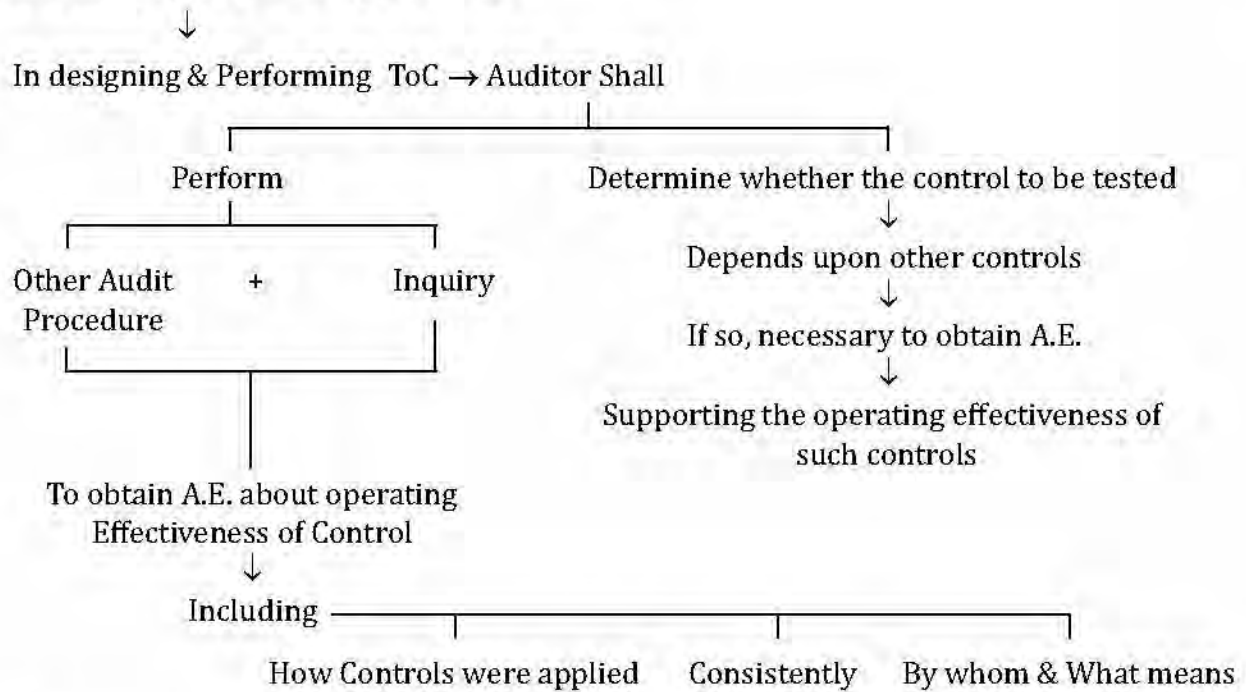 In designing & Performing ToC → Auditor Shall
Perform
Determine whether the control to be tested
Other Audit Procedure + Inquiry
Depends upon other controls
If so, necessary to obtain A.E.
Supporting the operating effectiveness of
such controls
To obtain A.E. about operating
Effectiveness of Control
Including
How Controls were applied Consistently By whom & What means